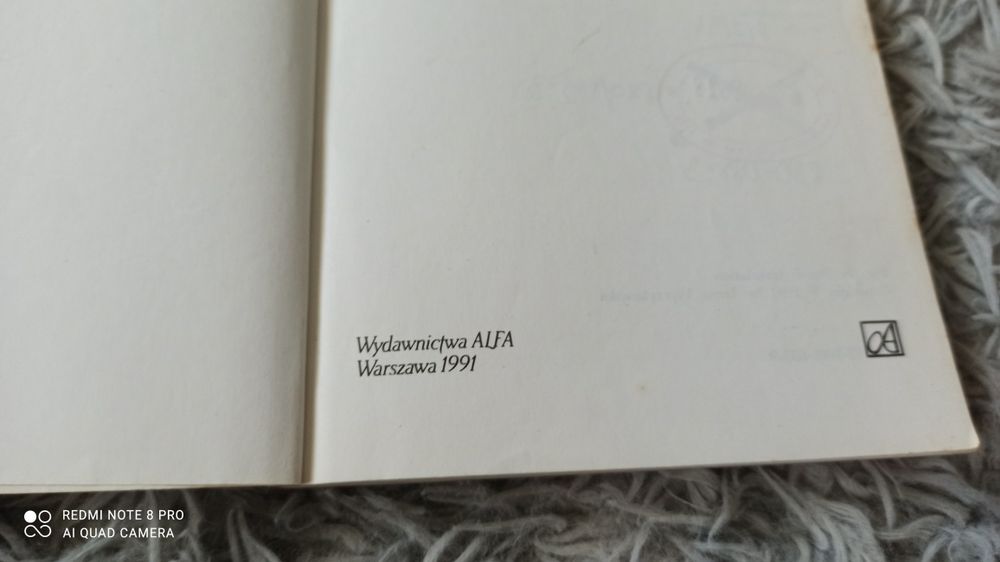 Wydawnictwa ALFA
Warszawa 1991
REDMI NOTE 8 PRO
AI QUAD CAMERA